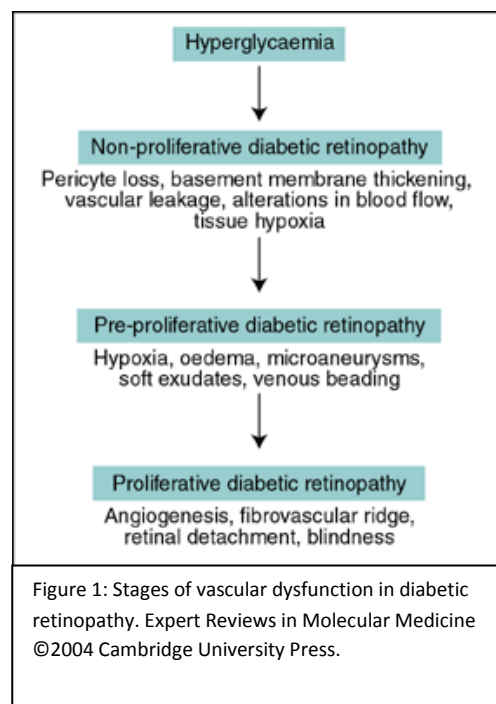 Hyperglycaemia
Non-proliferative diabetic retinopathy
Pericyte loss, basement membrane thickening,
vascular leakage, alterations in blood flow,
tissue hypoxia
Pre-proliferative diabetic retinopathy
Hypoxia, oedema, microaneurysms,
soft exudates, venous beading
Proliferative diabetic retinopathy
Angiogenesis, fibrovascular ridge,
retinal detachment, blindness
Figure 1: Stages of vascular dysfunction in diabetic
retinopathy. Expert Reviews in Molecular Medicine
©2004 Cambridge University Press.